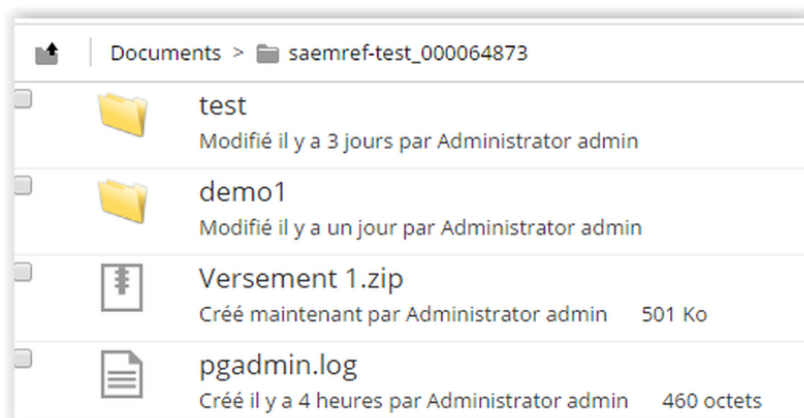 Documents > saemref-test_000064873
test
Modifié il y a 3 jours par Administrator admin
demo1
Modifié il y a un jour par Administrator admin
Versement 1.zip
Créé maintenant par Administrator admin 501 Ko
pgadmin.log
Créé il y a 4 heures par Administrator admin 460 octets